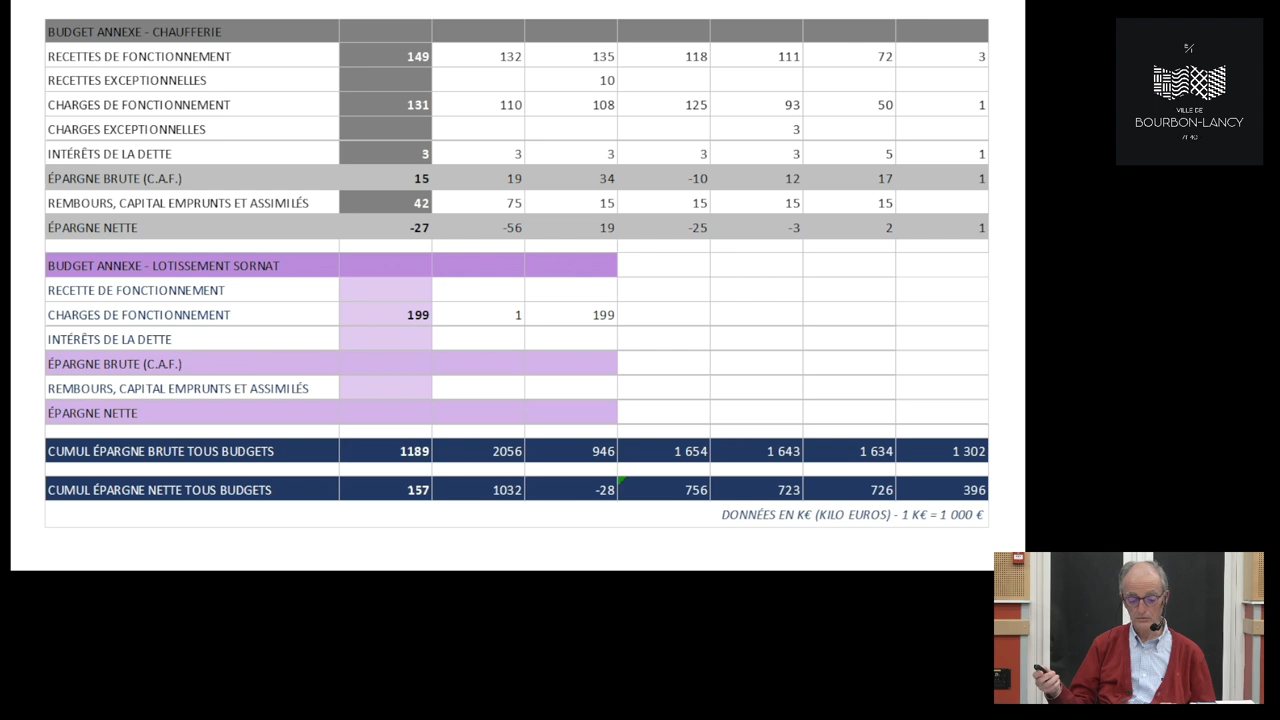 BUDGET ANNEXE - CHAUFFERIE
RECETTES DE FONCTIONNEMENT 149 132 135 118 111 72 3
RECETTES EXCEPTIONNELLES 10
CHARGES DE FONCTIONNEMENT 131 110 108 125 93 50 1
CHARGES EXCEPTIONNELLES 3
INTÉRÊTS DE LA DETTE 3 3 3 3 3 5 1
ÉPARGNE BRUTE (C.A.F.) 15 19 34 -10 12 17 1
REMBOURS, CAPITAL EMPRUNTS ET ASSIMILÉS 42 75 15 15 15 15
ÉPARGNE NETTE -27 -56 19 -25 -3 2 1
BUDGET ANNEXE - LOTISSEMENT SORNAT
RECETTE DE FONCTIONNEMENT
CHARGES DE FONCTIONNEMENT 199 1 199
INTÉRÊTS DE LA DETTE
ÉPARGNE BRUTE (C.A.F.)
REMBOURS, CAPITAL EMPRUNTS ET ASSIMILÉS
ÉPARGNE NETTE
CUMUL ÉPARGNE BRUTE TOUS BUDGETS 1189 2056 946 1 654 1 643 1 634 1 302
CUMUL ÉPARGNE NETTE TOUS BUDGETS 157 1032 -28 756 723 726 396
DONNÉES EN K€ (KILO EUROS) - 1 K€ = 1 000 €
VILLE DE
BOURBON-LANCY